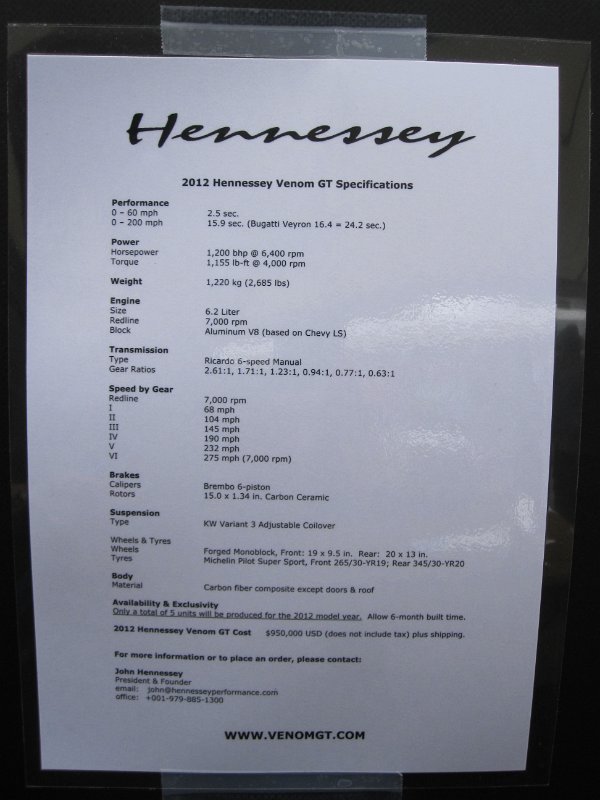 Hennessey
2012 Hennessey Venom GT Specifications
Performance
0 – 60 mph 2.5 sec.
0 – 200 mph 15.9 sec. (Bugatti Veyron 16.4 = 24.2 sec.)
Power
Horsepower 1,200 bhp @ 6,400 rpm
Torque 1,155 lb-ft @ 4,000 rpm
Weight 1,220 kg (2,685 lbs)
Engine
Size 6.2 Liter
Redline 7,000 rpm
Block Aluminum V8 (based on Chevy LS)
Transmission
Type Ricardo 6-speed Manual
Gear Ratios 2.61:1, 1.71:1, 1.23:1, 0.94:1, 0.77:1, 0.63:1
Speed by Gear
Redline 7,000 rpm
I 68 mph
II 104 mph
III 145 mph
IV 190 mph
V 232 mph
VI 275 mph (7,000 rpm)
Brakes
Calipers Brembo 6-piston
Rotors 15.0 x 1.34 in. Carbon Ceramic
Suspension
Type KW Variant 3 Adjustable Coilover
Wheels & Tyres
Wheels Forged Monoblock, Front: 19 x 9.5 in. Rear: 20 x 13 in.
Tyres Michelin Pilot Super Sport, Front 265/30-YR19; Rear 345/30-YR20
Body
Material Carbon fiber composite except doors & roof
Availability & Exclusivity
Only a total of 5 units will be produced for the 2012 model year. Allow 6-month built time.
2012 Hennessey Venom GT Cost $950,000 USD (does not include tax) plus shipping.
For more information or to place an order, please contact:
John Hennessey
President & Founder
email: john@hennesseyperformance.com
office: +001-979-885-1300
WWW.VENOMGT.COM